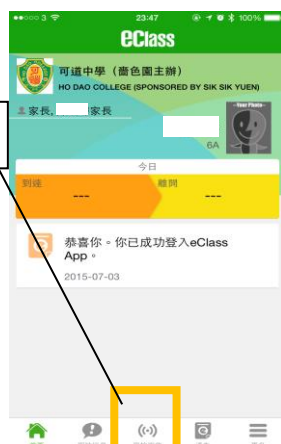 3
23:47
100%
eClass
可道中學（嗇色園主辦）
HO DAO COLLEGE (SPONSORED BY SIK SIK YUEN)
家長,
家長
- Your Photo -
6A
今日
到達
離開
---
---
恭喜你。你已成功登入eClass
App。
2015-07-03